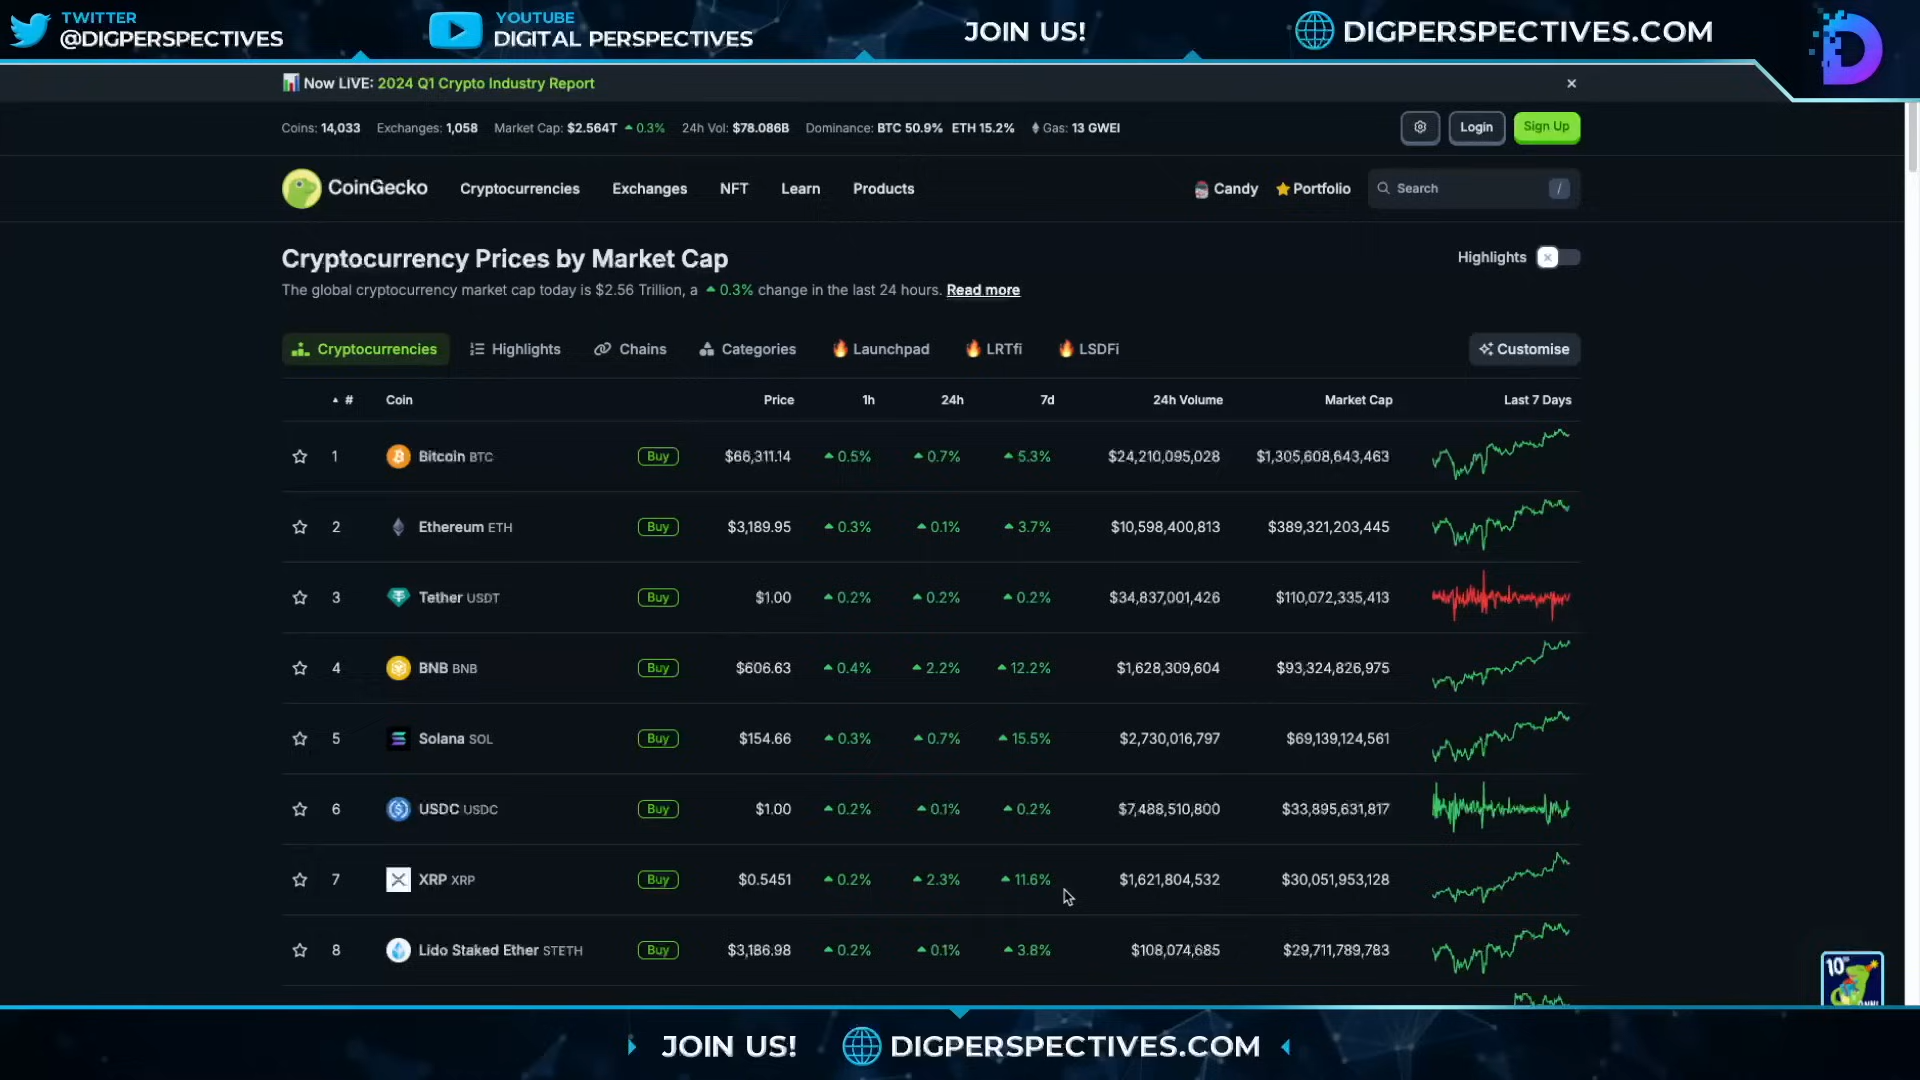 TWITTER
@DIGPERSPECTIVES
YOUTUBE
DIGITAL PERSPECTIVES
JOIN US!
DIGPERSPECTIVES.COM
Now LIVE: 2024 Q1 Crypto Industry Report
Coins: 14,033 Exchanges: 1,058 Market Cap: $2.564T 0.3% 24h Vol: $78.086B Dominance: BTC 50.9% ETH 15.2% Gas: 13 GWEI
Login Sign Up
CoinGecko Cryptocurrencies Exchanges NFT Learn Products Candy Portfolio Search /
Cryptocurrency Prices by Market Cap
Highlights
The global cryptocurrency market cap today is $2.56 Trillion, a 0.3% change in the last 24 hours. Read more
Cryptocurrencies Highlights Chains Categories Launchpad LRTfi LSDFi Customise
# Coin Price 1h 24h 7d 24h Volume Market Cap Last 7 Days
1 Bitcoin BTC Buy $66,311.14 0.5% 0.7% 5.3% $24,210,095,028 $1,305,608,643,463
2 Ethereum ETH Buy $3,189.95 0.3% 0.1% 3.7% $10,598,400,813 $389,321,203,445
3 Tether USDT Buy $1.00 0.2% 0.2% 0.2% $34,837,001,426 $110,072,335,413
4 BNB BNB Buy $606.63 0.4% 2.2% 12.2% $1,628,309,604 $93,324,826,975
5 Solana SOL Buy $154.66 0.3% 0.7% 15.5% $2,730,016,797 $69,139,124,561
6 USDC USDC Buy $1.00 0.2% 0.1% 0.2% $7,488,510,800 $33,895,631,817
7 XRP XRP Buy $0.5451 0.2% 2.3% 11.6% $1,621,804,532 $30,051,953,128
8 Lido Staked Ether STETH Buy $3,186.98 0.2% 0.1% 3.8% $108,074,685 $29,711,789,783
10
JOIN US! DIGPERSPECTIVES.COM